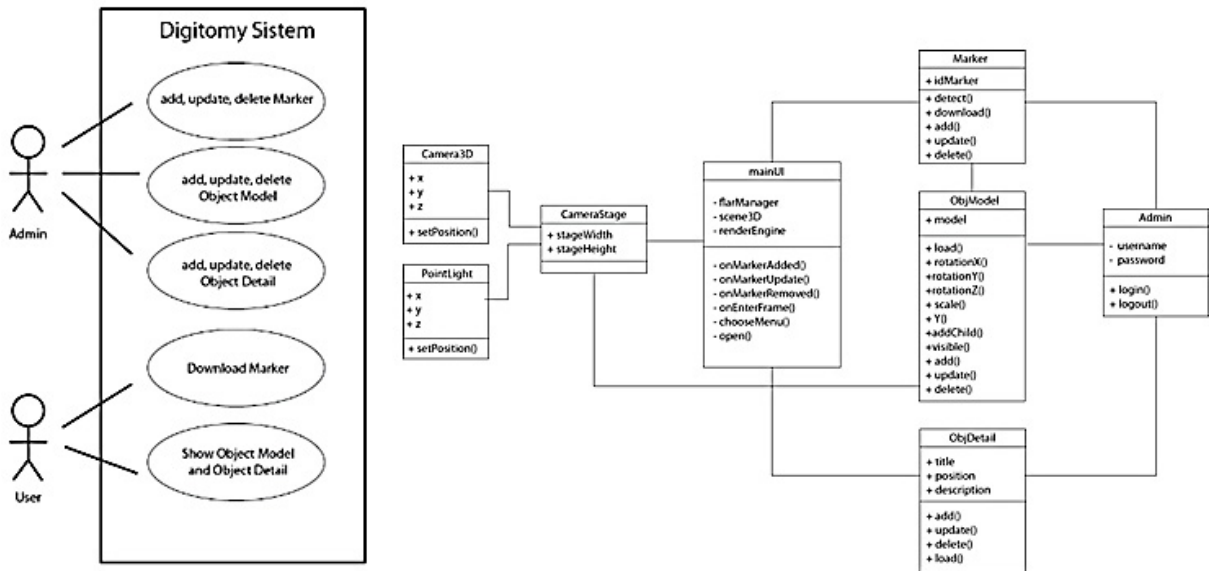 Digitomy Sistem
add, update, delete Marker
add, update, delete
Object Model
add, update, delete
Object Detail
Download Marker
Show Object Model
and Object Detail
Admin
User
Camera3D
+ x
+ y
+ z
+ setPosition()
PointLight
+ x
+ y
+ z
+ setPosition()
CameraStage
+ stageWidth
+ stageHeight
mainUI
- flarManager
- scene3D
- renderEngine
- onMarkerAdded()
- onMarkerUpdate()
- onMarkerRemoved()
- onEnterFrame()
- chooseMenu()
- open()
Marker
+ idMarker
+ detect()
+ download()
+ add()
+ update()
+ delete()
ObjModel
+ model
+ load()
+ rotationX()
+rotationY()
+rotationZ()
+ scale()
+ Y()
+addChild()
+visible()
+ add()
+ update()
+ delete()
Admin
- username
- password
+ login()
+ logout()
ObjDetail
+ title
+ position
+ description
+ add()
+ update()
+ delete()
+ load()